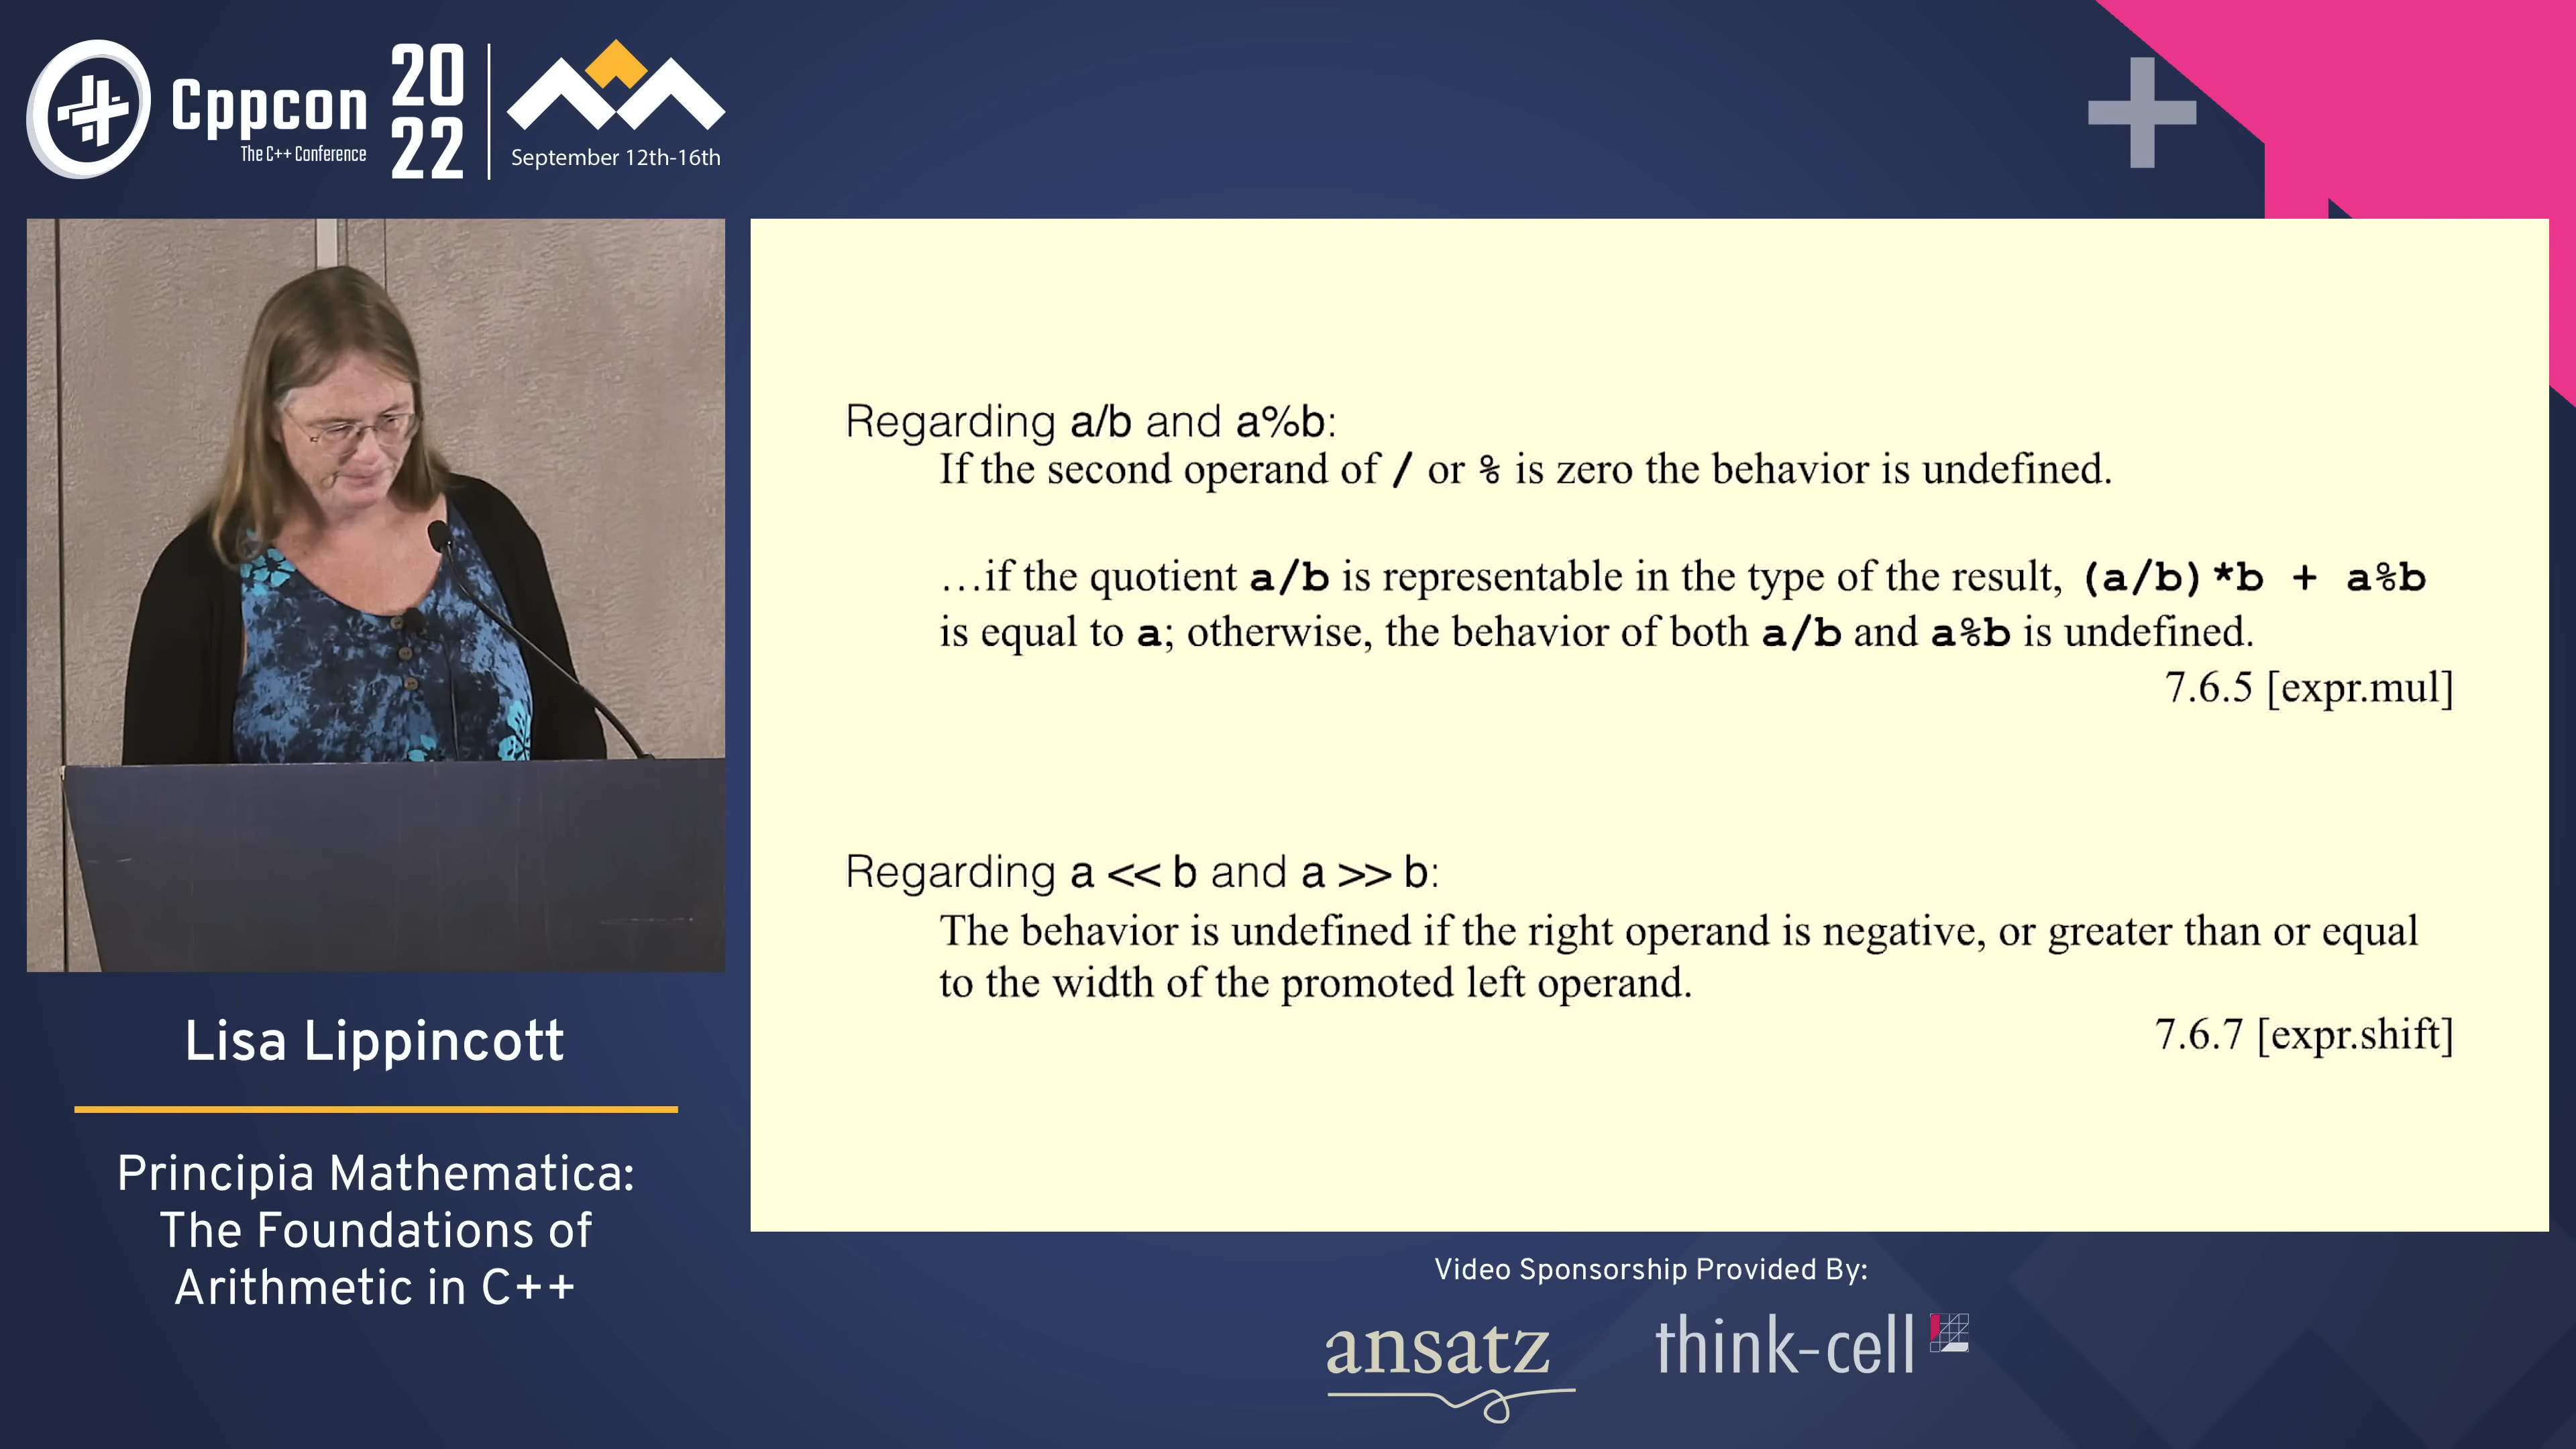 Cppcon
The C++ Conference
20
22
September 12th-16th
Regarding a/b and a%b:
If the second operand of / or % is zero the behavior is undefined.
…if the quotient a/b is representable in the type of the result, (a/b)*b + a%b
is equal to a; otherwise, the behavior of both a/b and a%b is undefined.
7.6.5 [expr.mul]
Regarding a << b and a >> b:
The behavior is undefined if the right operand is negative, or greater than or equal
to the width of the promoted left operand.
7.6.7 [expr.shift]
Lisa Lippincott
Principia Mathematica:
The Foundations of
Arithmetic in C++
Video Sponsorship Provided By:
ansatz
think-cell